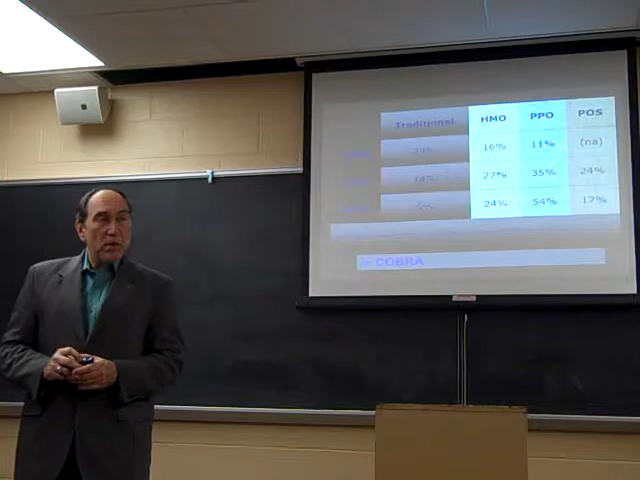 Traditional HMO PPO POS
16% 11% (na)
27% 35% 24%
24% 54% 17%
COBRA